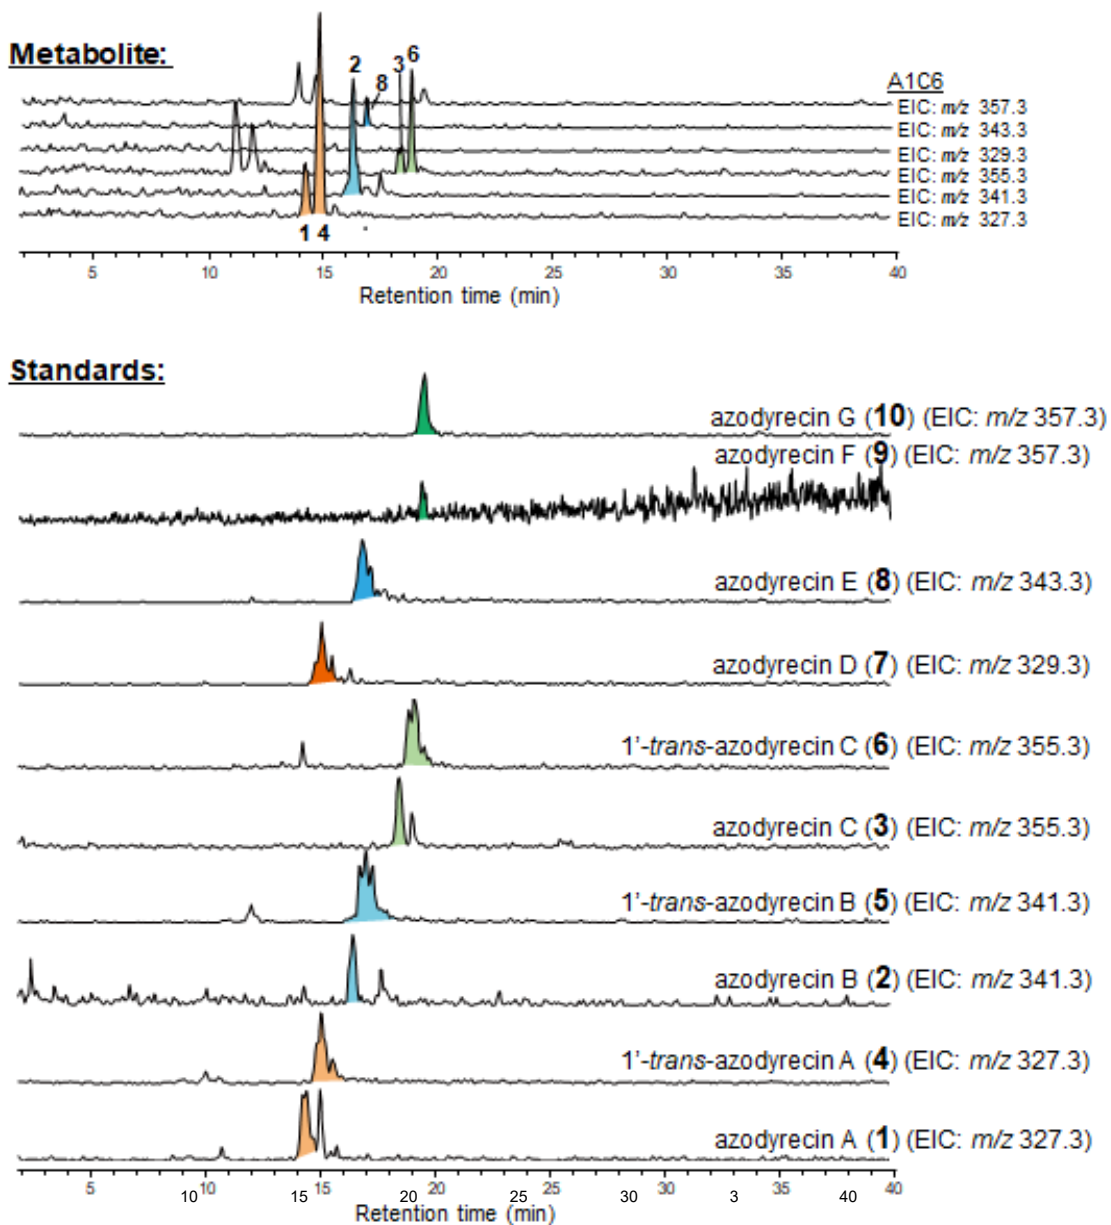 Metabolite:
2 3 6
8
A1C6
EIC: m/z 357.3
EIC: m/z 343.3
EIC: m/z 329.3
EIC: m/z 355.3
EIC: m/z 341.3
EIC: m/z 327.3
1 4
5 10 15 20 25 30 35 40
Retention time (min)
Standards:
azodyrecin G (10) (EIC: m/z 357.3)
azodyrecin F (9) (EIC: m/z 357.3)
azodyrecin E (8) (EIC: m/z 343.3)
azodyrecin D (7) (EIC: m/z 329.3)
1'-trans-azodyrecin C (6) (EIC: m/z 355.3)
azodyrecin C (3) (EIC: m/z 355.3)
1'-trans-azodyrecin B (5) (EIC: m/z 341.3)
azodyrecin B (2) (EIC: m/z 341.3)
1'-trans-azodyrecin A (4) (EIC: m/z 327.3)
azodyrecin A (1) (EIC: m/z 327.3)
5 10 15 20 25 30 35 40
10 15 20 25 30 3 40
Retention time (min)